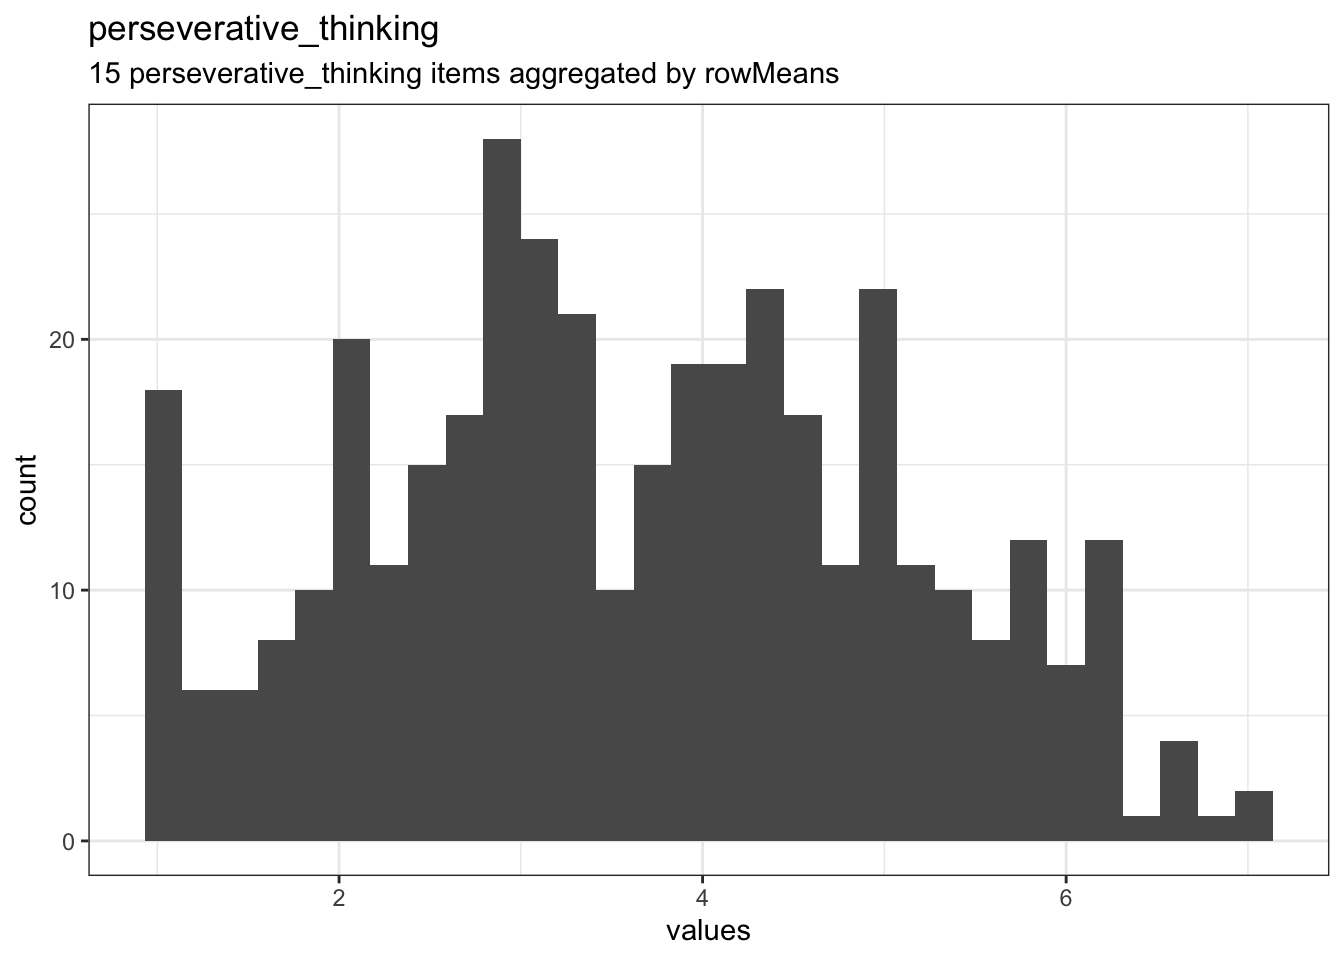 perseverative_thinking
15 perseverative_thinking items aggregated by rowMeans
20
10
0
count
2 4 6
values